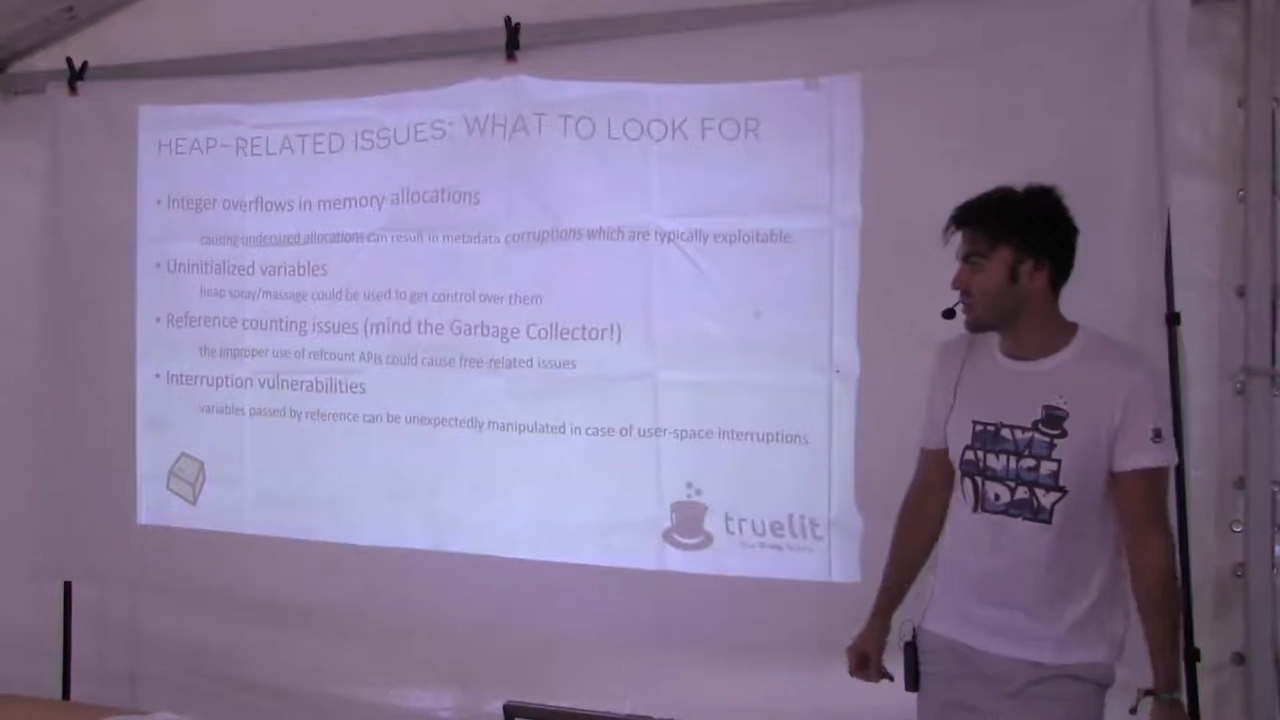 HEAP-RELATED ISSUES: WHAT TO LOOK FOR
• Integer overflows in memory allocations
causing undersized allocations can result in metadata corruptions which are typically exploitable.
• Uninitialized variables
heap spray/massage could be used to get control over them
• Reference counting issues (mind the Garbage Collector!)
the improper use of refcount APIs could cause free-related issues
• Interruption vulnerabilities
variables passed by reference can be unexpectedly manipulated in case of user-space interruptions
truelit
HAVE
A NICE
DAY